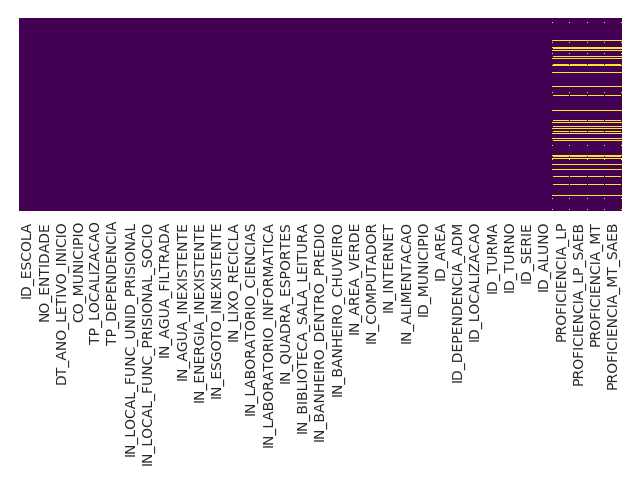 ID_ESCOLA
NO_ENTIDADE
DT_ANO_LETIVO_INICIO
CO_MUNICIPIO
TP_LOCALIZACAO
TP_DEPENDENCIA
IN_LOCAL_FUNC_UNID_PRISIONAL
IN_LOCAL_FUNC_PRISIONAL_SOCIO
IN_AGUA_FILTRADA
IN_AGUA_INEXISTENTE
IN_ENERGIA_INEXISTENTE
IN_ESGOTO_INEXISTENTE
IN_LIXO_RECICLA
IN_LABORATORIO_CIENCIAS
IN_LABORATORIO_INFORMATICA
IN_QUADRA_ESPORTES
IN_BIBLIOTECA_SALA_LEITURA
IN_BANHEIRO_DENTRO_PREDIO
IN_BANHEIRO_CHUVEIRO
IN_AREA_VERDE
IN_COMPUTADOR
IN_INTERNET
IN_ALIMENTACAO
ID_MUNICIPIO
ID_AREA
ID_DEPENDENCIA_ADM
ID_LOCALIZACAO
ID_TURMA
ID_TURNO
ID_SERIE
ID_ALUNO
PROFICIENCIA_LP
PROFICIENCIA_LP_SAEB
PROFICIENCIA_MT
PROFICIENCIA_MT_SAEB